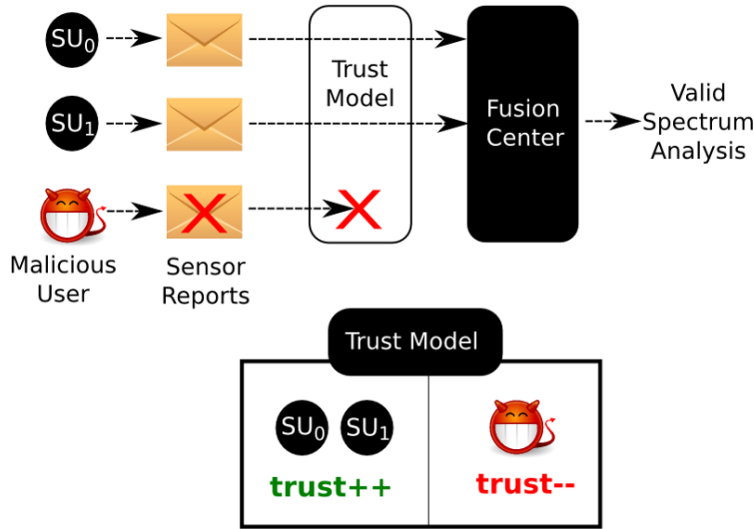 SU₀
Trust
Model
SU₁
Fusion
Center
Valid
Spectrum
Analysis
Malicious
User
Sensor
Reports
Trust Model
SU₀ SU₁
trust++
trust--